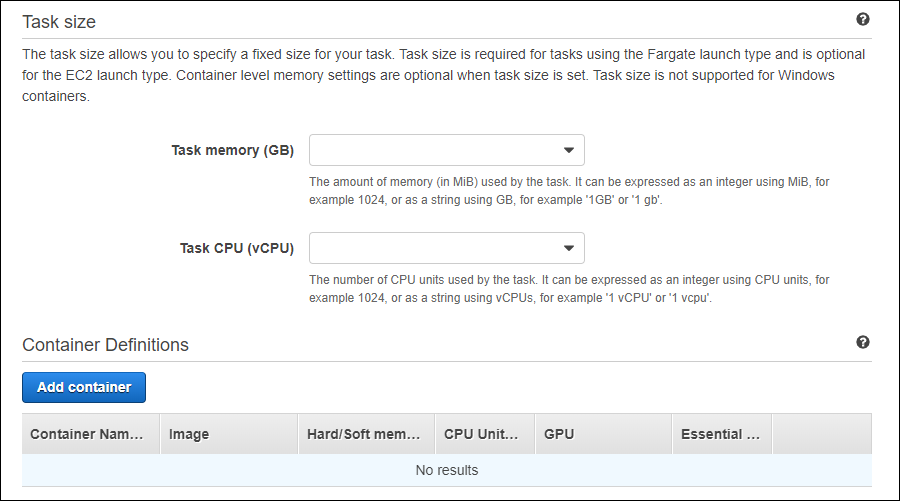 Task size
The task size allows you to specify a fixed size for your task. Task size is required for tasks using the Fargate launch type and is optional
for the EC2 launch type. Container level memory settings are optional when task size is set. Task size is not supported for Windows
containers.
Task memory (GB)
The amount of memory (in MiB) used by the task. It can be expressed as an integer using MiB, for
example 1024, or as a string using GB, for example '1GB' or '1 gb'.
Task CPU (vCPU)
The number of CPU units used by the task. It can be expressed as an integer using CPU units, for
example 1024, or as a string using vCPUs, for example '1 vCPU' or '1 vcpu'.
Container Definitions
Add container
Container Nam... Image Hard/Soft mem... CPU Unit... GPU Essential ...
No results